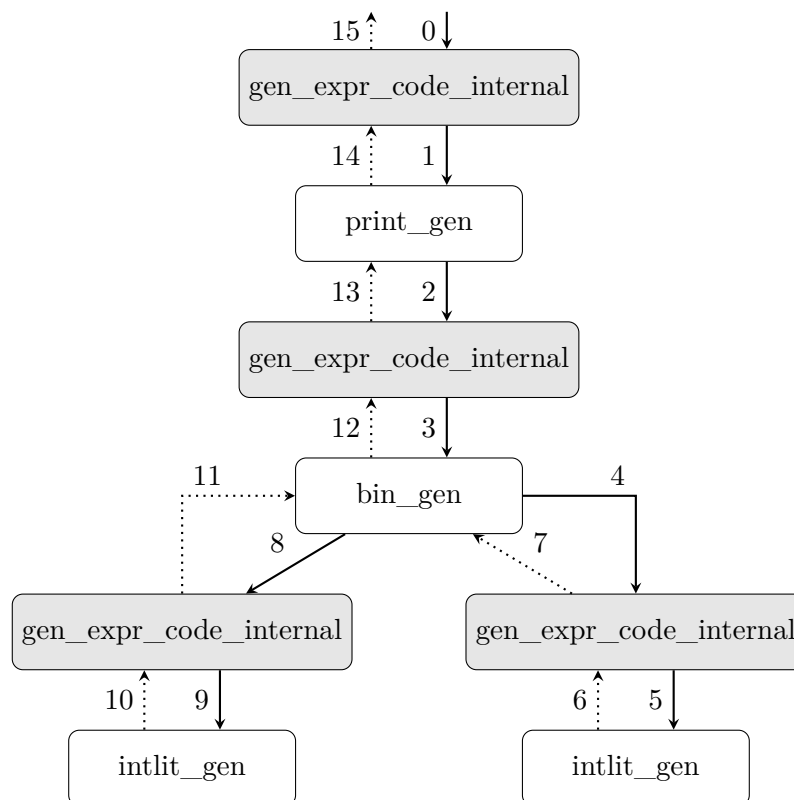 15 0
gen_expr_code_internal
14 1
print_gen
13 2
gen_expr_code_internal
12 3
11 bin_gen 4
8 7
gen_expr_code_internal gen_expr_code_internal
10 9 6 5
intlit_gen intlit_gen